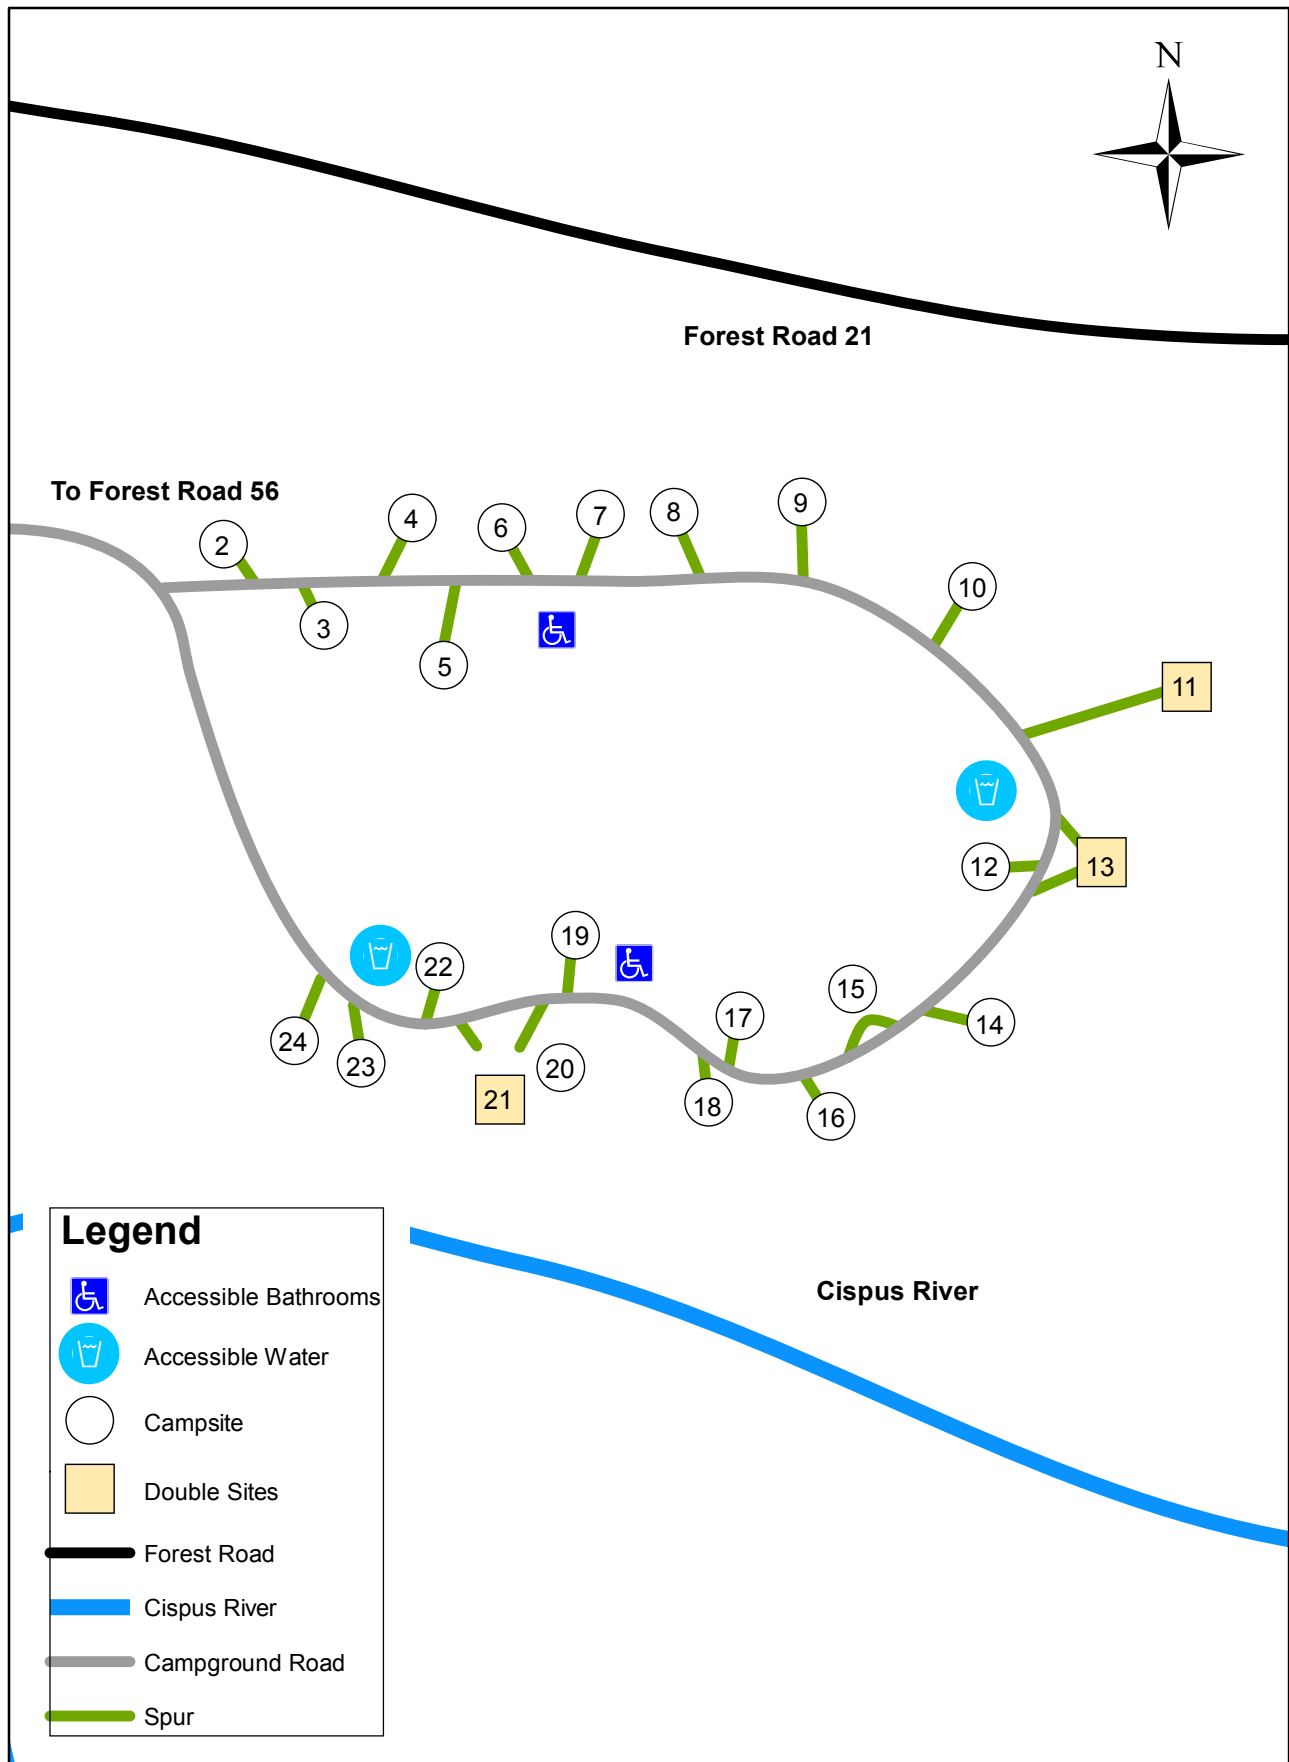 N
Forest Road 21
To Forest Road 56
2
3
4
5
6
7
8
9
10
11
12
13
14
15
16
17
18
19
20
21
22
23
24
Cispus River
Legend
Accessible Bathrooms
Accessible Water
Campsite
Double Sites
Forest Road
Cispus River
Campground Road
Spur